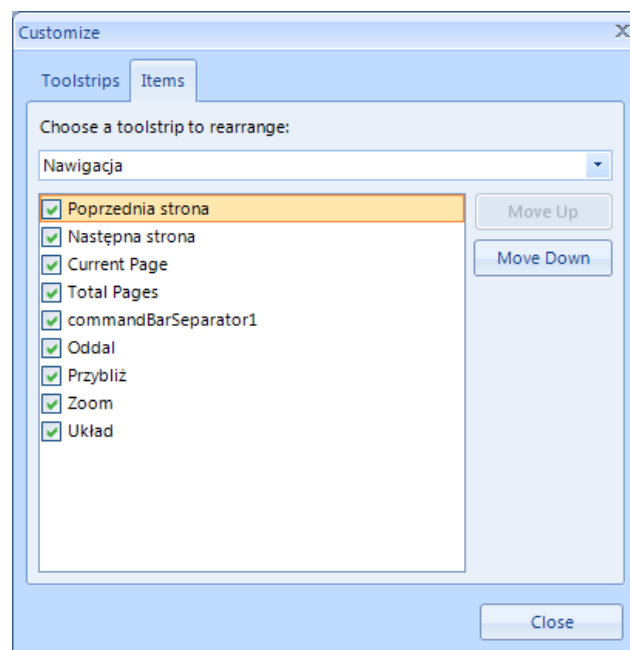 Customize
Toolstrips
Items
Choose a toolstrip to rearrange:
Nawigacja
Poprzednia strona
Następna strona
Current Page
Total Pages
commandBarSeparator1
Oddal
Przybliż
Zoom
Układ
Move Up
Move Down
Close